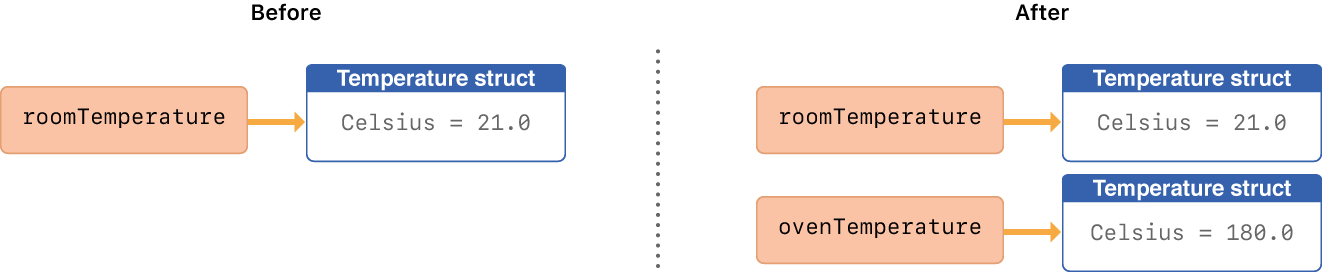 Before
Temperature struct
roomTemperature
Celsius = 21.0
After
Temperature struct
roomTemperature
Celsius = 21.0
Temperature struct
ovenTemperature
Celsius = 180.0